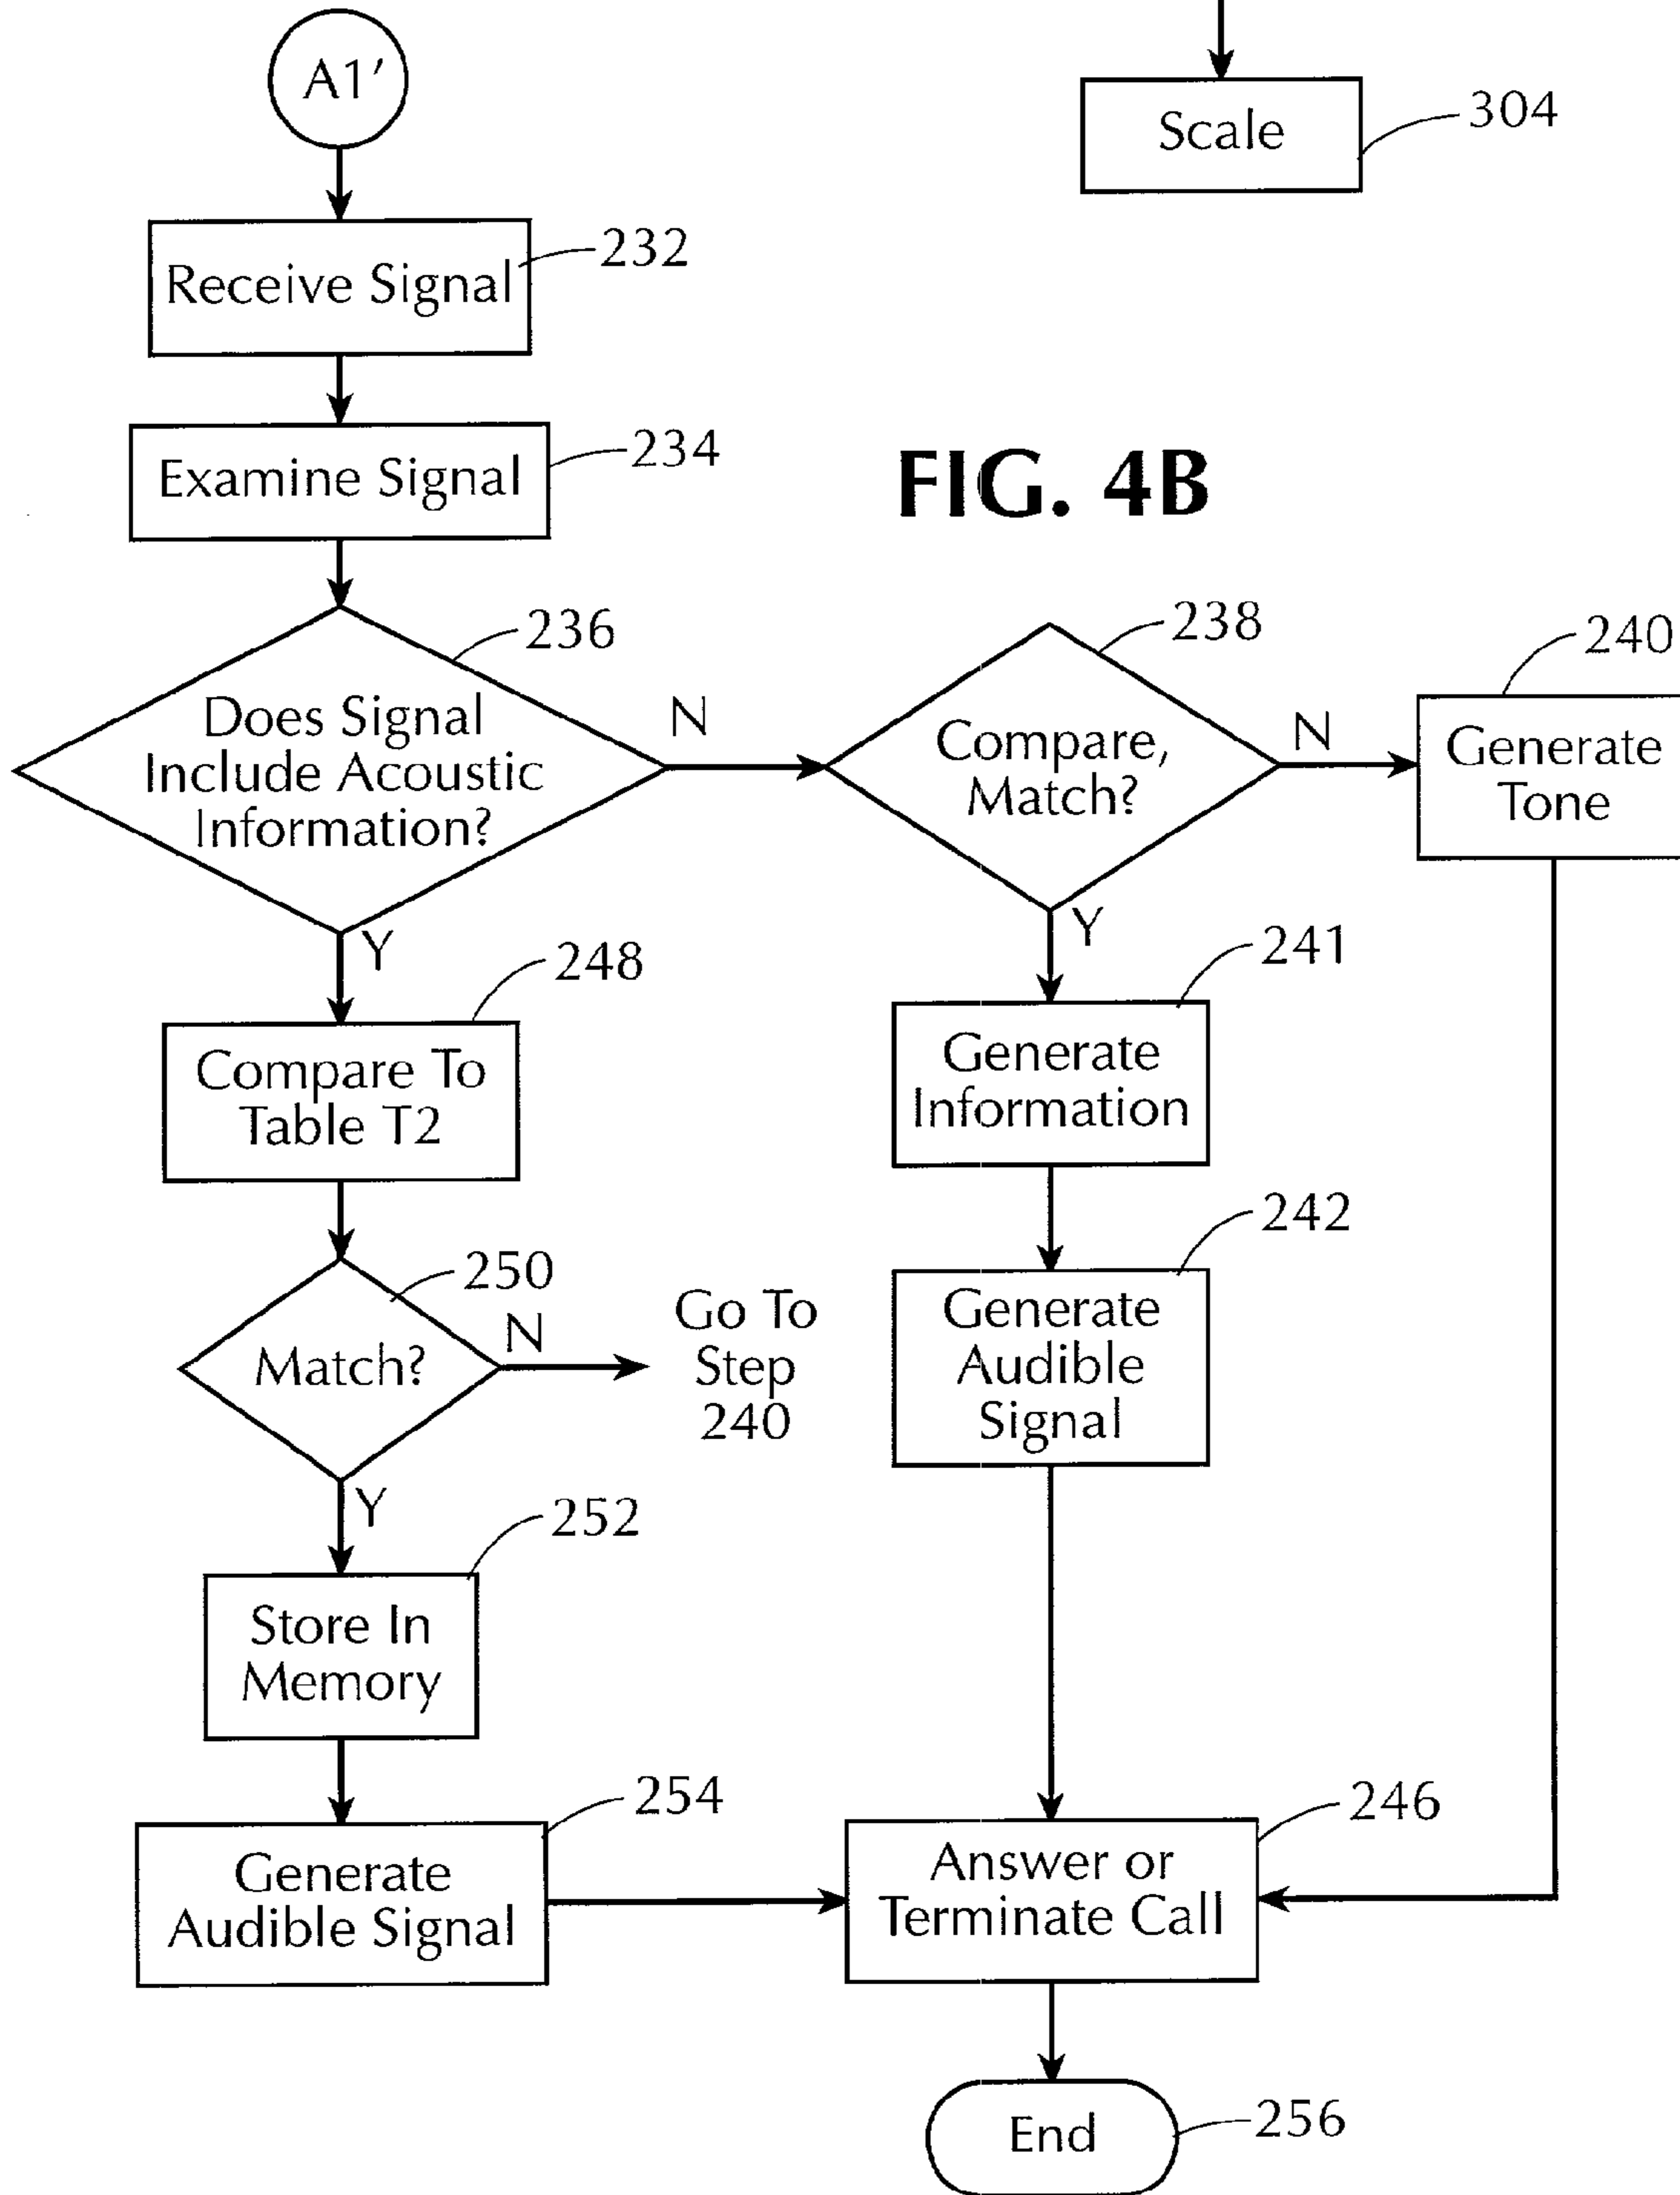 A1'
Scale
304
Receive Signal
232
Examine Signal
234
FIG. 4B
Does Signal
Include Acoustic
Information?
236
N
Y
Compare,
Match?
238
N
Y
Generate
Tone
240
Compare To
Table T2
248
Generate
Information
241
Match?
250
N
Go To
Step
240
Y
Generate
Audible
Signal
242
Store In
Memory
252
Generate
Audible Signal
254
Answer or
Terminate Call
246
End
256